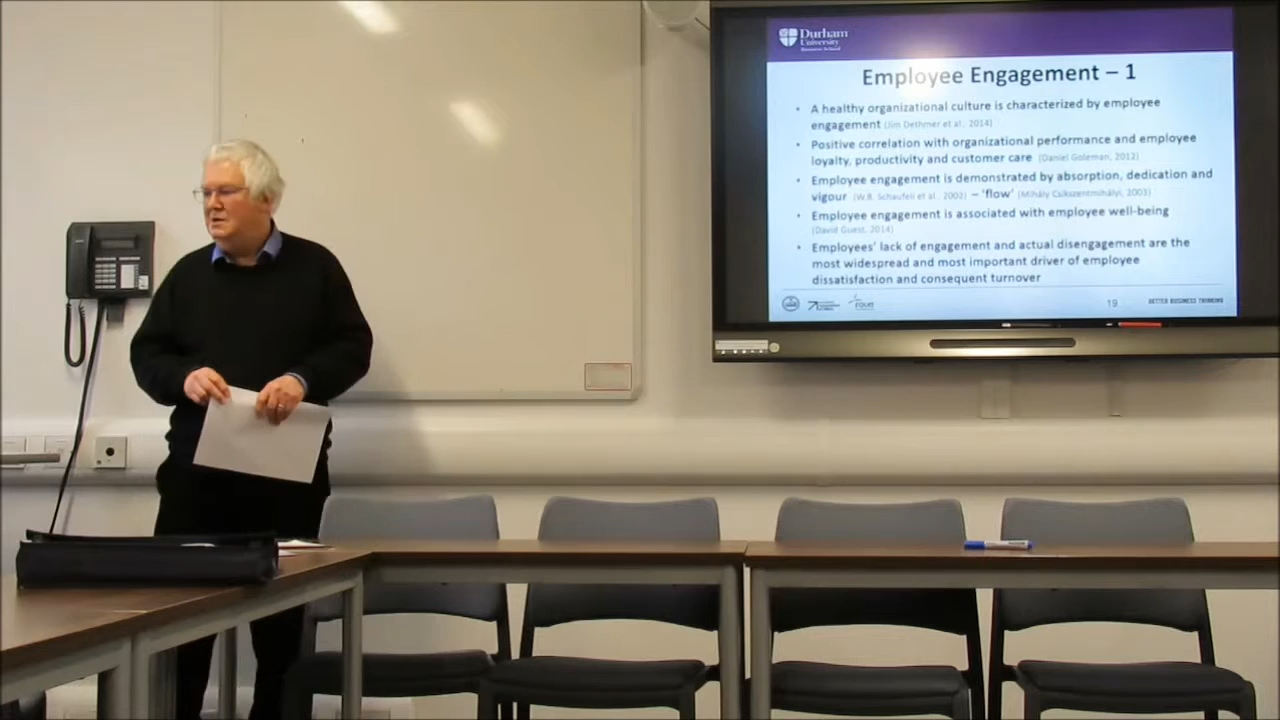 Durham
University
Business School
Employee Engagement – 1
• A healthy organizational culture is characterized by employee
engagement (Jim Dethmer et al., 2014)
• Positive correlation with organizational performance and employee
loyalty, productivity and customer care (Daniel Goleman, 2012)
• Employee engagement is demonstrated by absorption, dedication and
vigour (W.B. Schaufeli et al., 2002) – ‘flow’ (Mihály Csíkszentmihályi, 2003)
• Employee engagement is associated with employee well-being
(David Guest, 2014)
• Employees’ lack of engagement and actual disengagement are the
most widespread and most important driver of employee
dissatisfaction and consequent turnover
19 BETTER BUSINESS THINKING